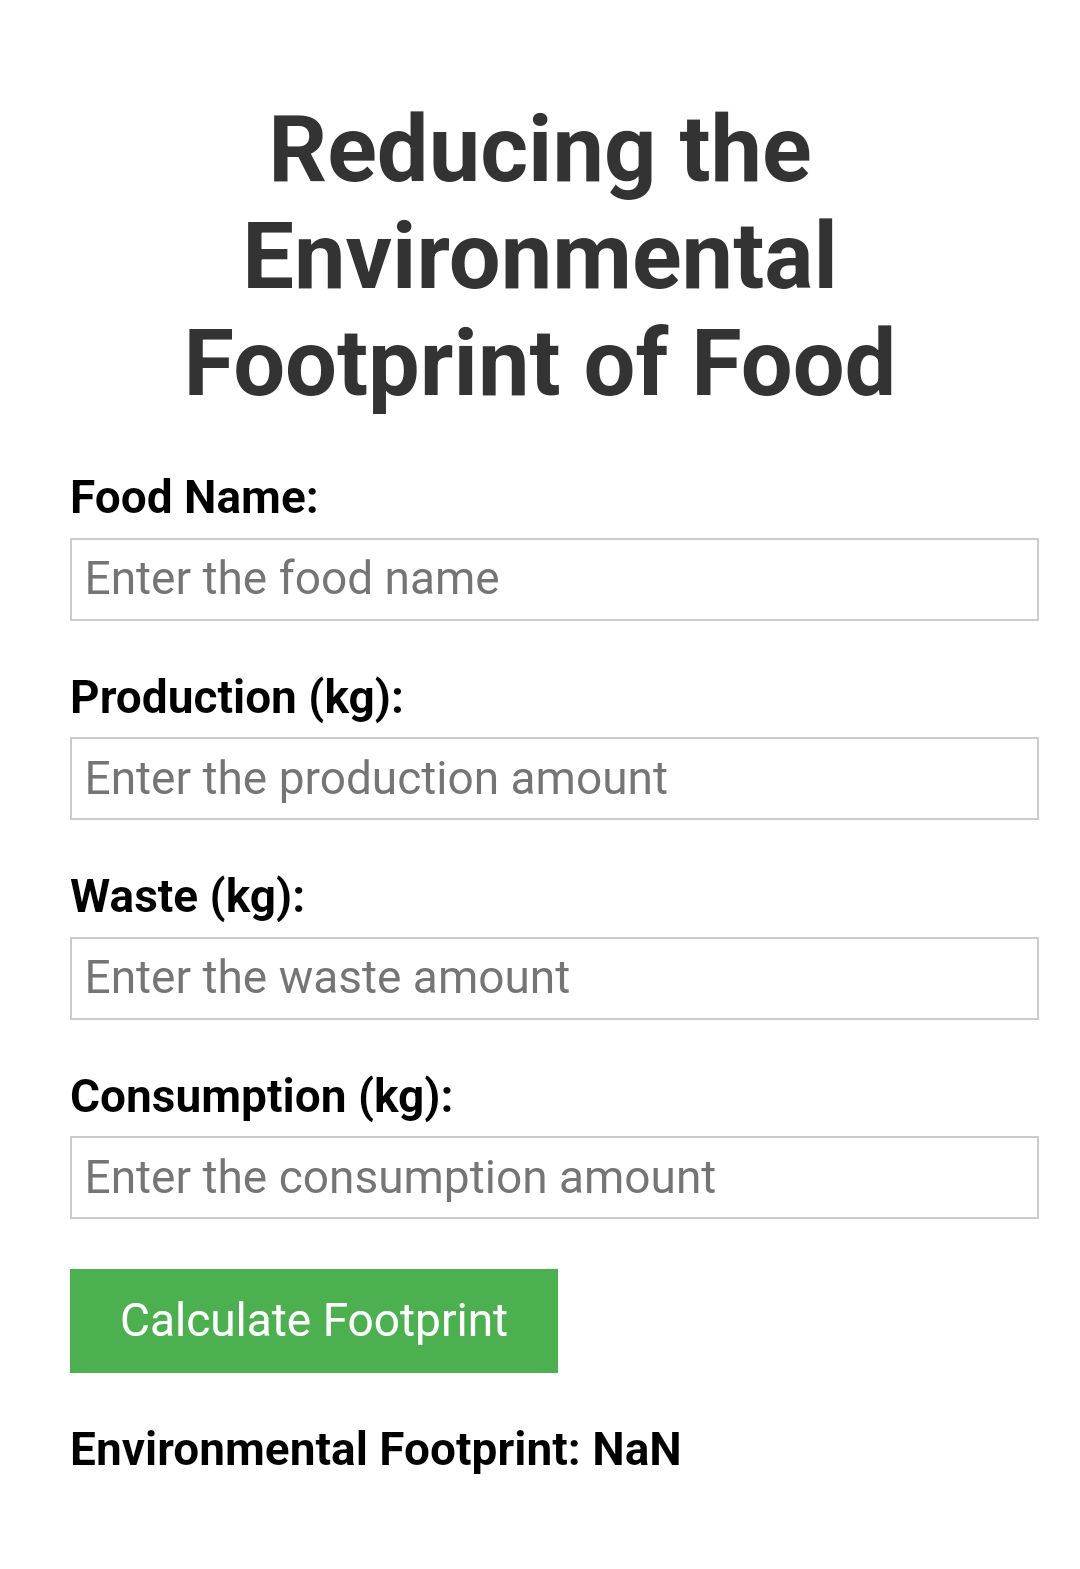 Reducing the
Environmental
Footprint of Food
Food Name:
Enter the food name
Production (kg):
Enter the production amount
Waste (kg):
Enter the waste amount
Consumption (kg):
Enter the consumption amount
Calculate Footprint
Environmental Footprint: NaN